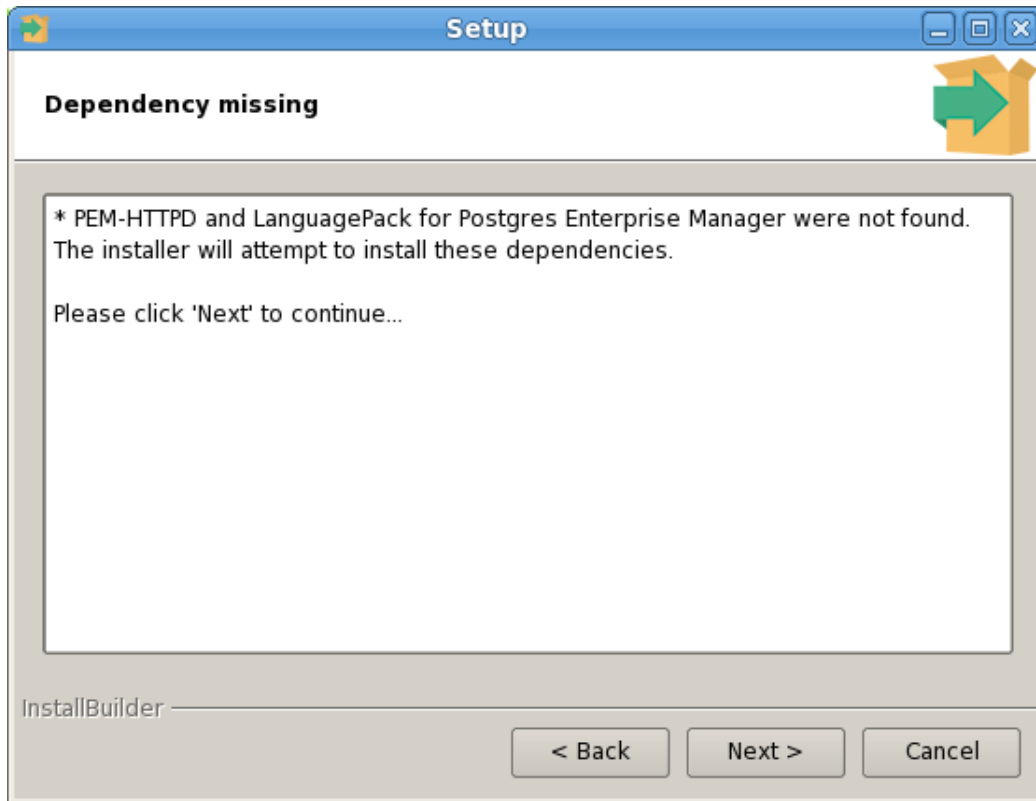 Setup
Dependency missing
* PEM-HTTPD and LanguagePack for Postgres Enterprise Manager were not found.
The installer will attempt to install these dependencies.
Please click 'Next' to continue...
InstallBuilder
< Back
Next >
Cancel